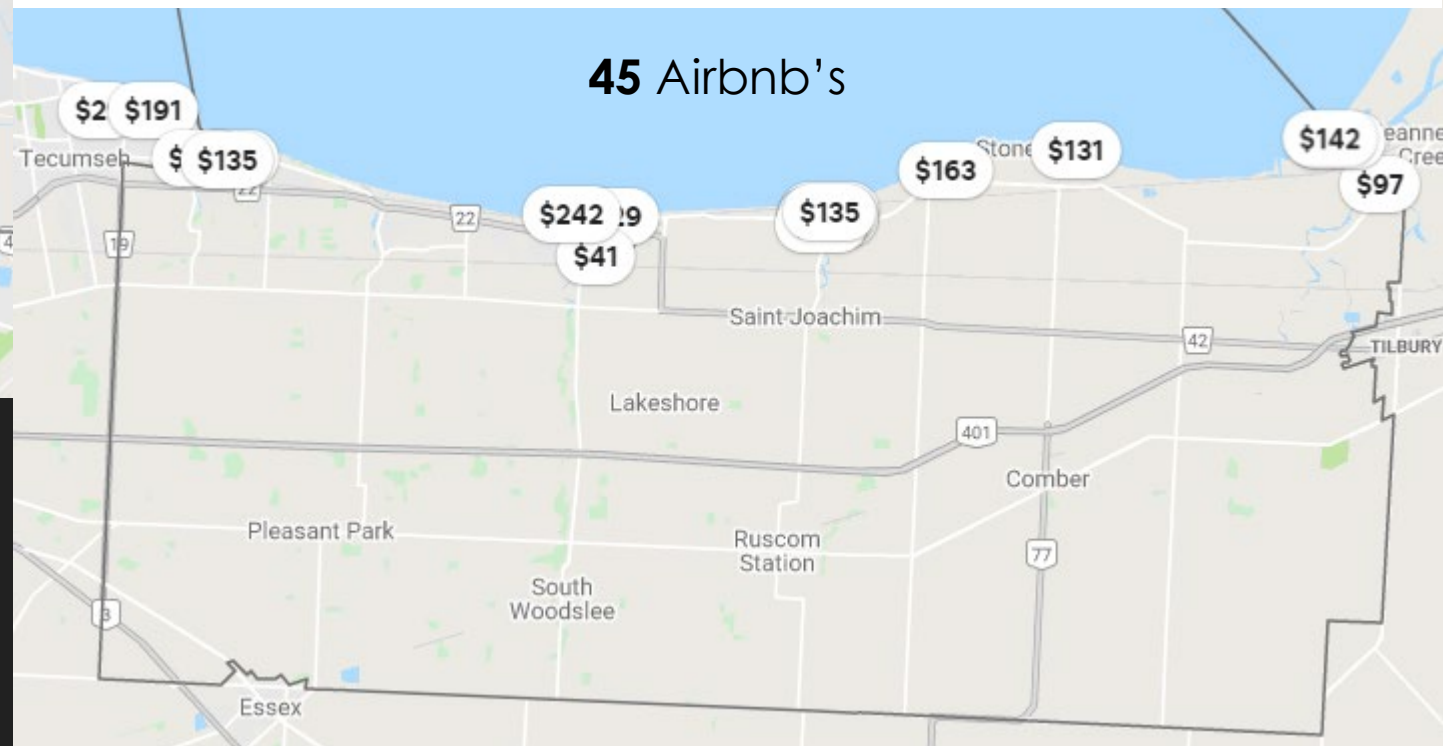 45 Airbnb's
$191
Tecumseh
$135
22
19
22
$242
$41
$135
$163
$131
$142
$97
Saint Joachim
42
TILBURY
Lakeshore
401
Comber
Pleasant Park
Ruscom
Station
77
South
Woodslee
3
Essex